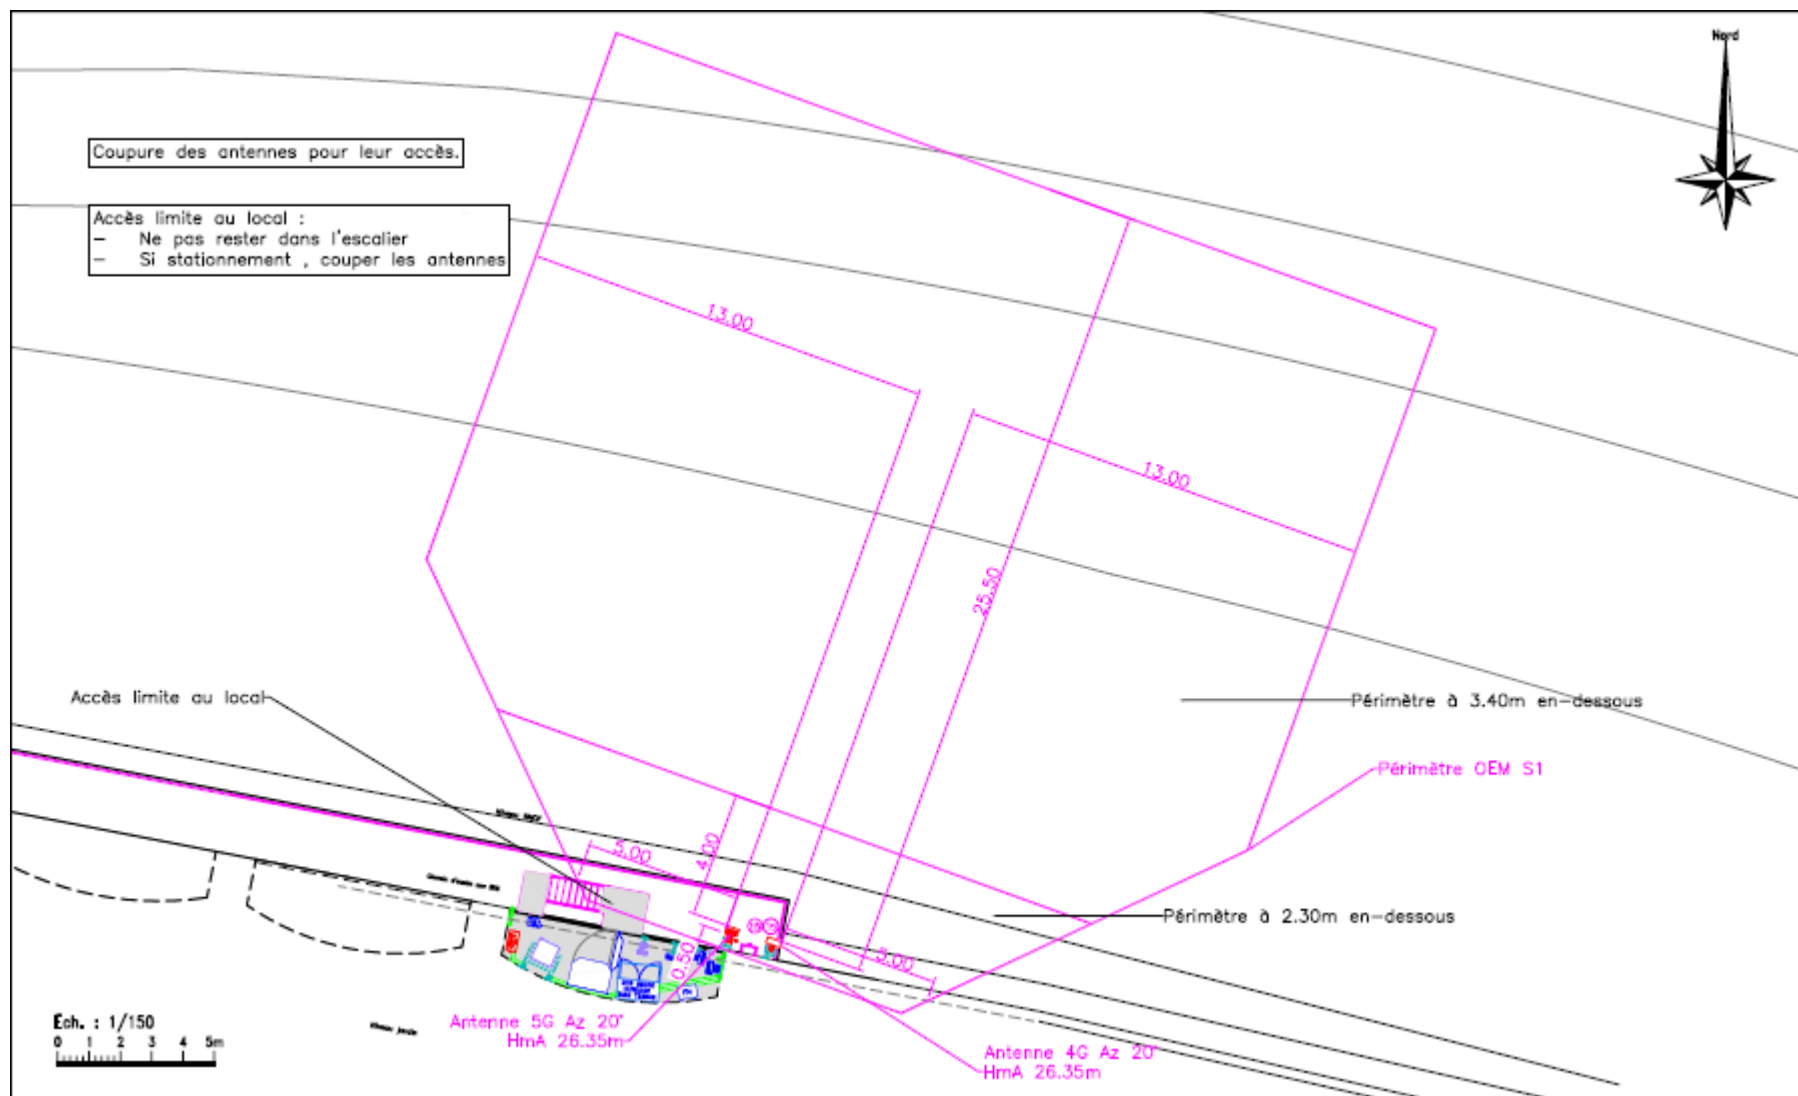 Nord
Coupure des antennes pour leur accès.
Accès limite au local :
- Ne pas rester dans l'escalier
- Si stationnement , couper les antennes
13.00
13.00
25.50
Accès limite au local
Périmètre à 3.40m en-dessous
Périmètre OEM S1
5.00
4.00
Périmètre à 2.30m en-dessous
3.00
0.50
Antenne 5G Az 20°
HmA 26.35m
Antenne 4G Az 20°
HmA 26.35m
Ech. : 1/150
0 1 2 3 4 5m